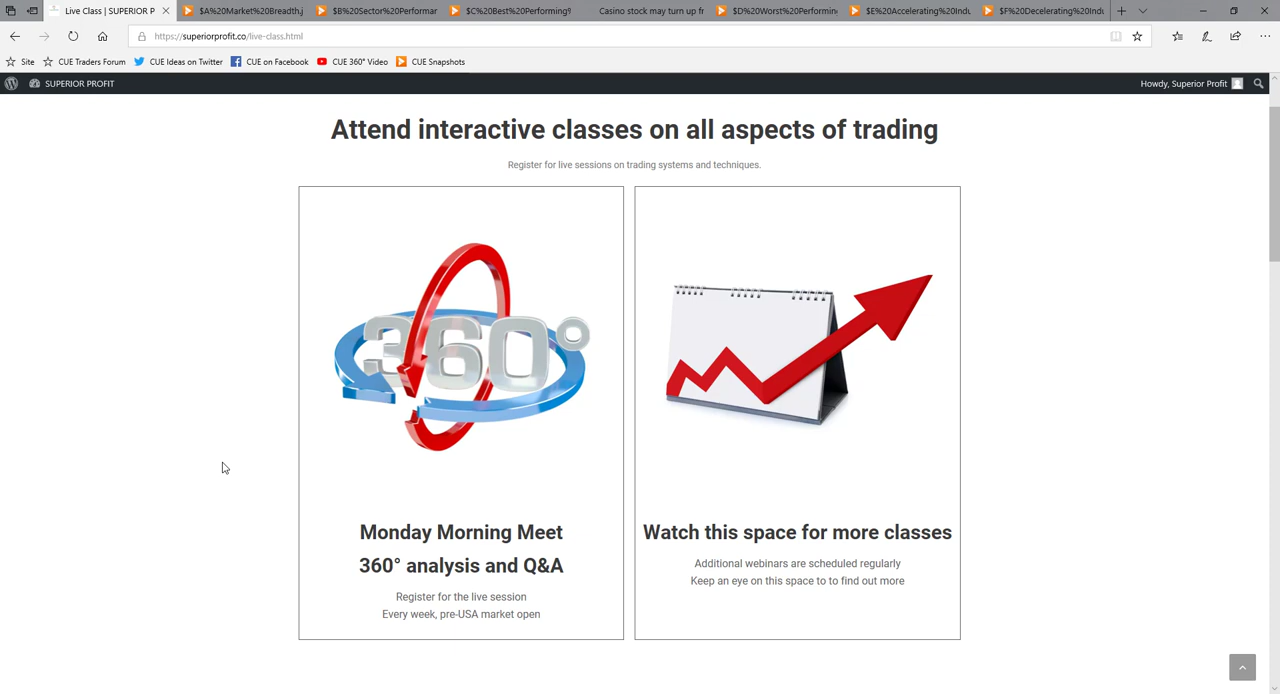 Live Class | SUPERIOR P
$A%20Market%20Breadth.j
$B%20Sector%20Performar
$C%20Best%20Performing%
Casino stock may turn up fr
$D%20Worst%20Performing
$E%20Accelerating%20Indu
$F%20Decelerating%20Indu
https://superiorprofit.co/live-class.html
Site
CUE Traders Forum
CUE Ideas on Twitter
CUE on Facebook
CUE 360° Video
CUE Snapshots
SUPERIOR PROFIT
Howdy, Superior Profit
Attend interactive classes on all aspects of trading
Register for live sessions on trading systems and techniques.
360°
Monday Morning Meet
360° analysis and Q&A
Register for the live session
Every week, pre-USA market open
Watch this space for more classes
Additional webinars are scheduled regularly
Keep an eye on this space to to find out more